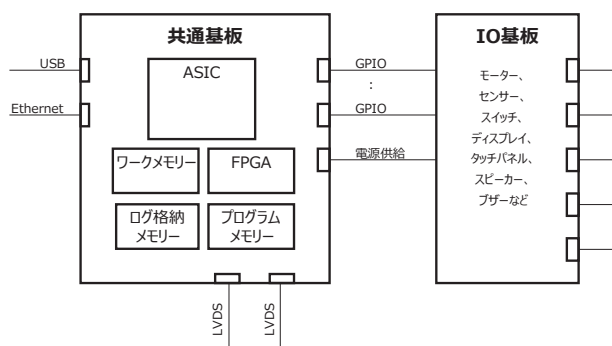 共通基板
ASIC
ワークメモリー
FPGA
ログ格納
メモリー
プログラム
メモリー
USB
Ethernet
GPIO
:
GPIO
電源供給
LVDS
LVDS
IO基板
モーター、
センサー、
スイッチ、
ディスプレイ、
タッチパネル、
スピーカー、
ブザーなど